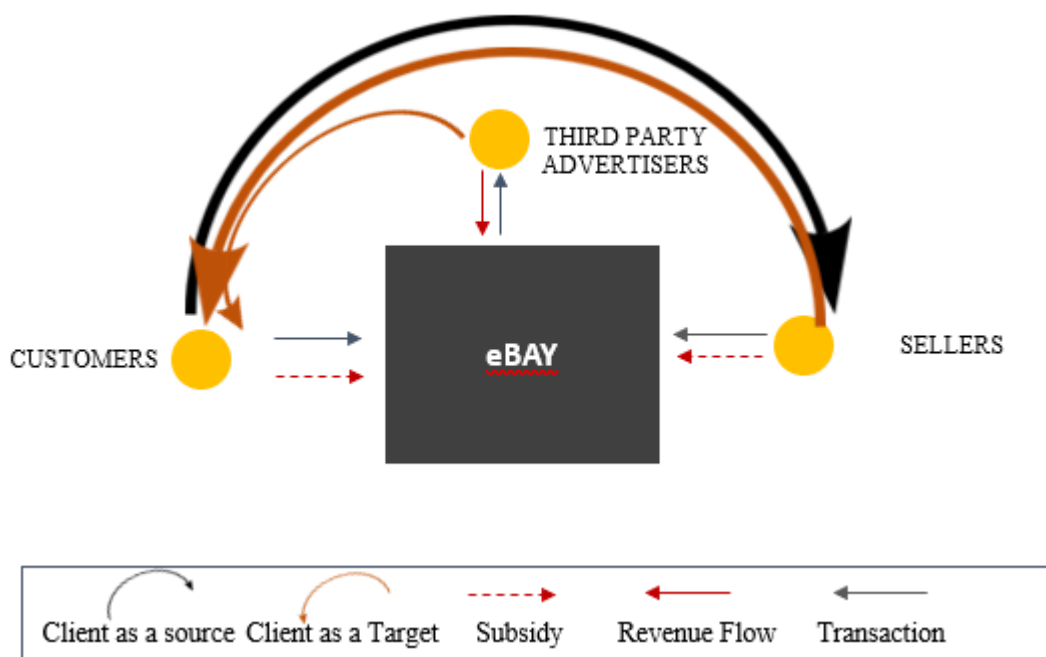 THIRD PARTY
ADVERTISERS
CUSTOMERS
eBAY
SELLERS
Client as a source
Client as a Target
Subsidy
Revenue Flow
Transaction